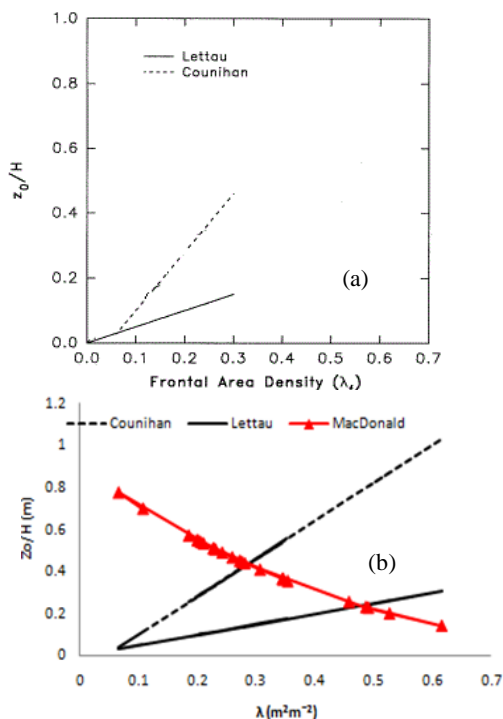 1.0
0.8
0.6
0.4
0.2
0.0
z₀/H
Lettau
Counihan
(a)
0.0 0.1 0.2 0.3 0.4 0.5 0.6 0.7
Frontal Area Density (λ_f)
1.2
1
0.8
0.6
0.4
0.2
0
Zo/H (m)
Counihan Lettau MacDonald
(b)
0 0.1 0.2 0.3 0.4 0.5 0.6 0.7
λ (m²m⁻²)